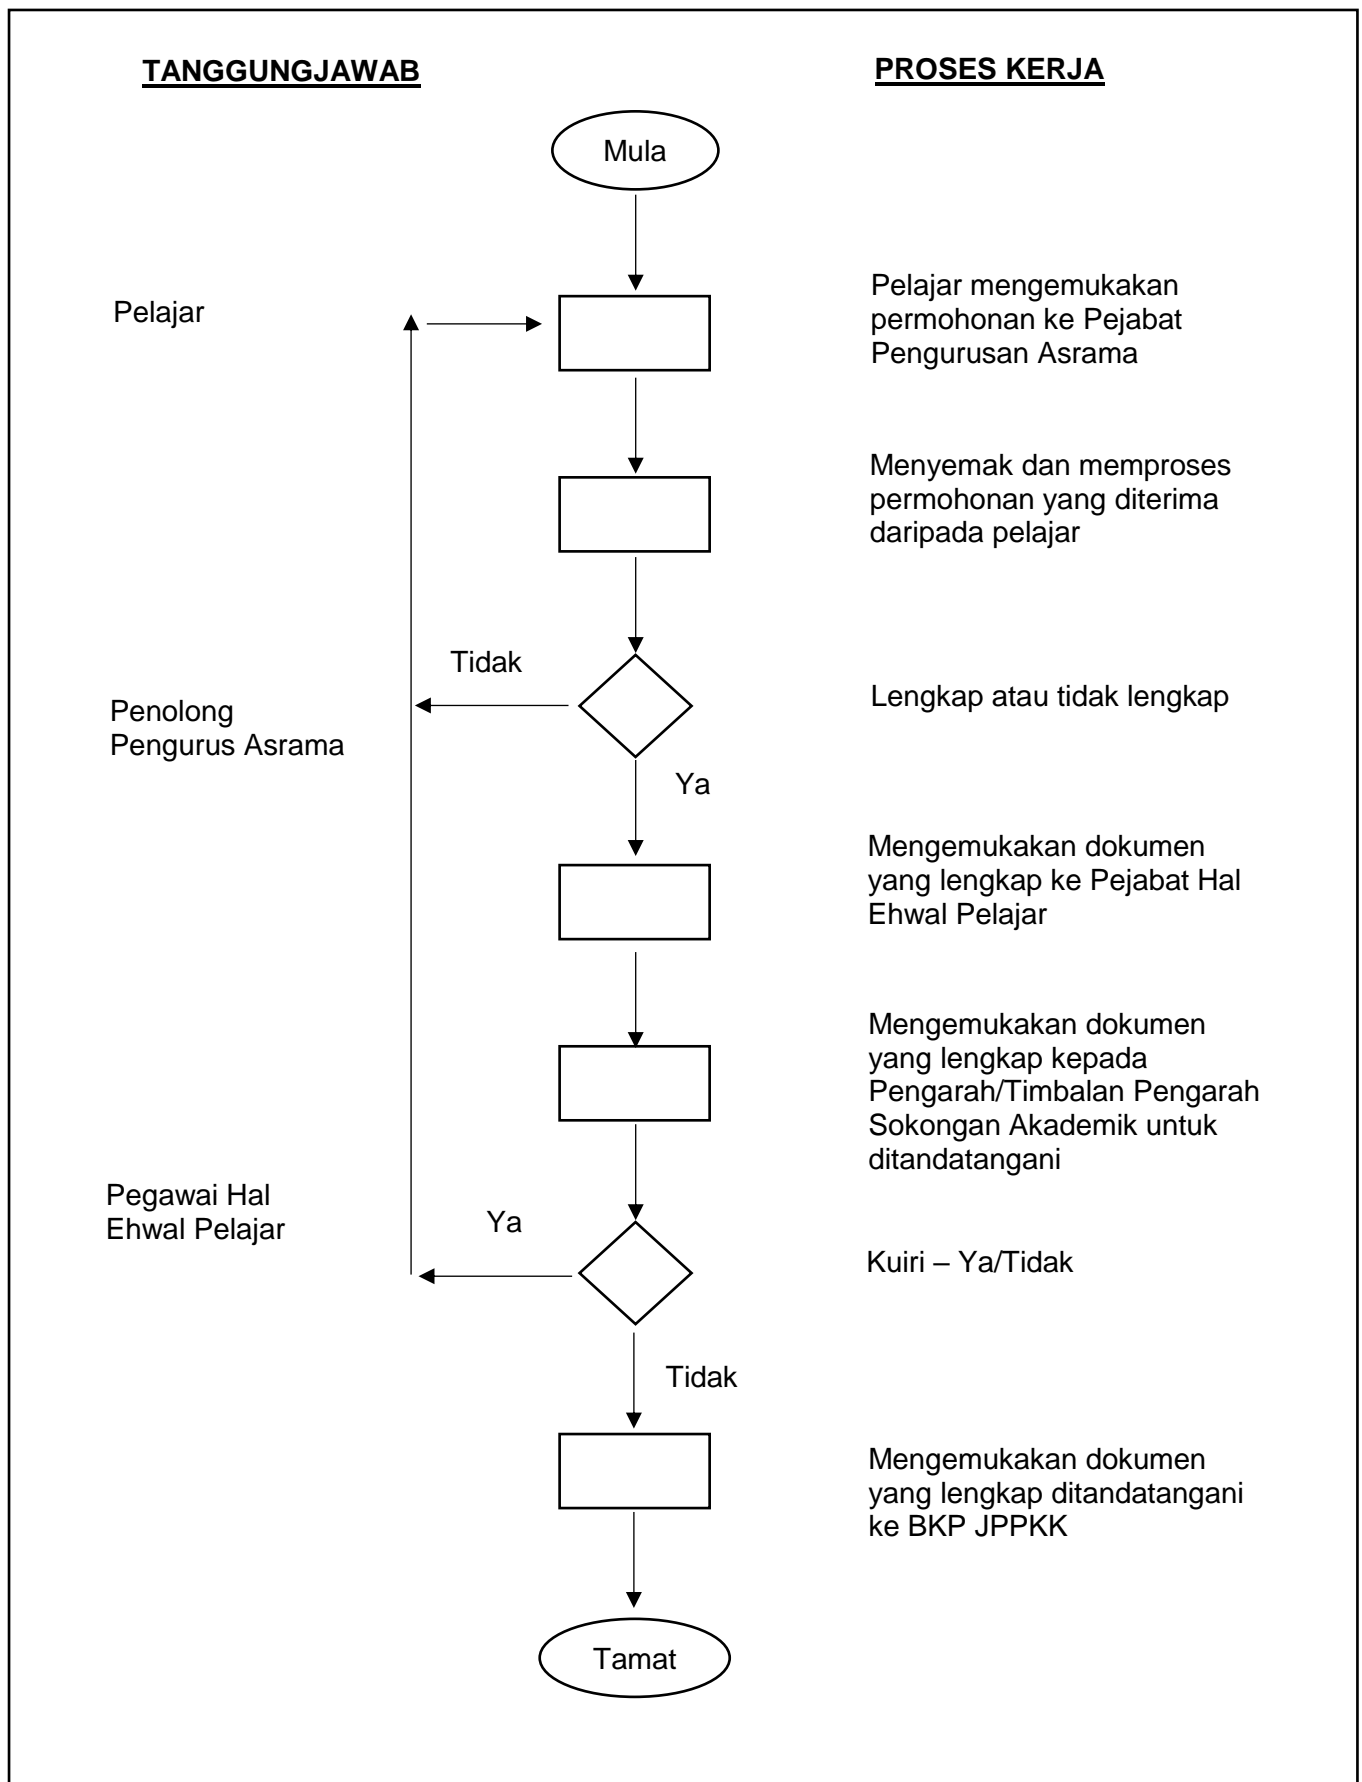 TANGGUNGJAWAB
PROSES KERJA
Mula
Pelajar
Pelajar mengemukakan
permohonan ke Pejabat
Pengurusan Asrama
Menyemak dan memproses
permohonan yang diterima
daripada pelajar
Tidak
Penolong
Pengurus Asrama
Lengkap atau tidak lengkap
Ya
Mengemukakan dokumen
yang lengkap ke Pejabat Hal
Ehwal Pelajar
Mengemukakan dokumen
yang lengkap kepada
Pengarah/Timbalan Pengarah
Sokongan Akademik untuk
ditandatangani
Pegawai Hal
Ehwal Pelajar
Ya
Kuiri – Ya/Tidak
Tidak
Mengemukakan dokumen
yang lengkap ditandatangani
ke BKP JPPKK
Tamat